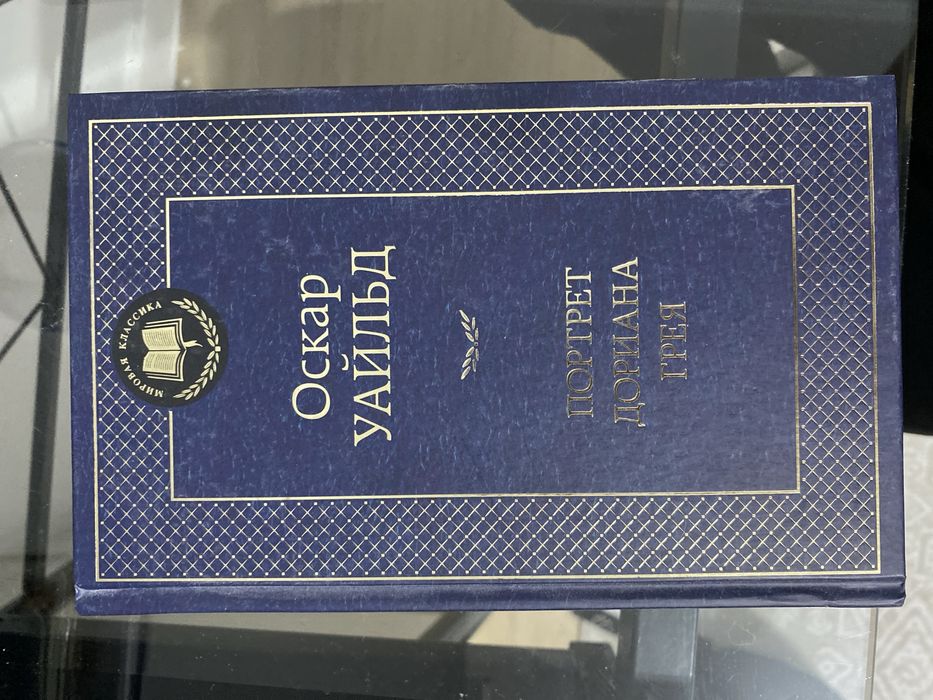 МИРОВАЯ КЛАССИКА
Оскар
УАЙЛЬД
ПОРТРЕТ
ДОРИАНА
ГРЕЯ